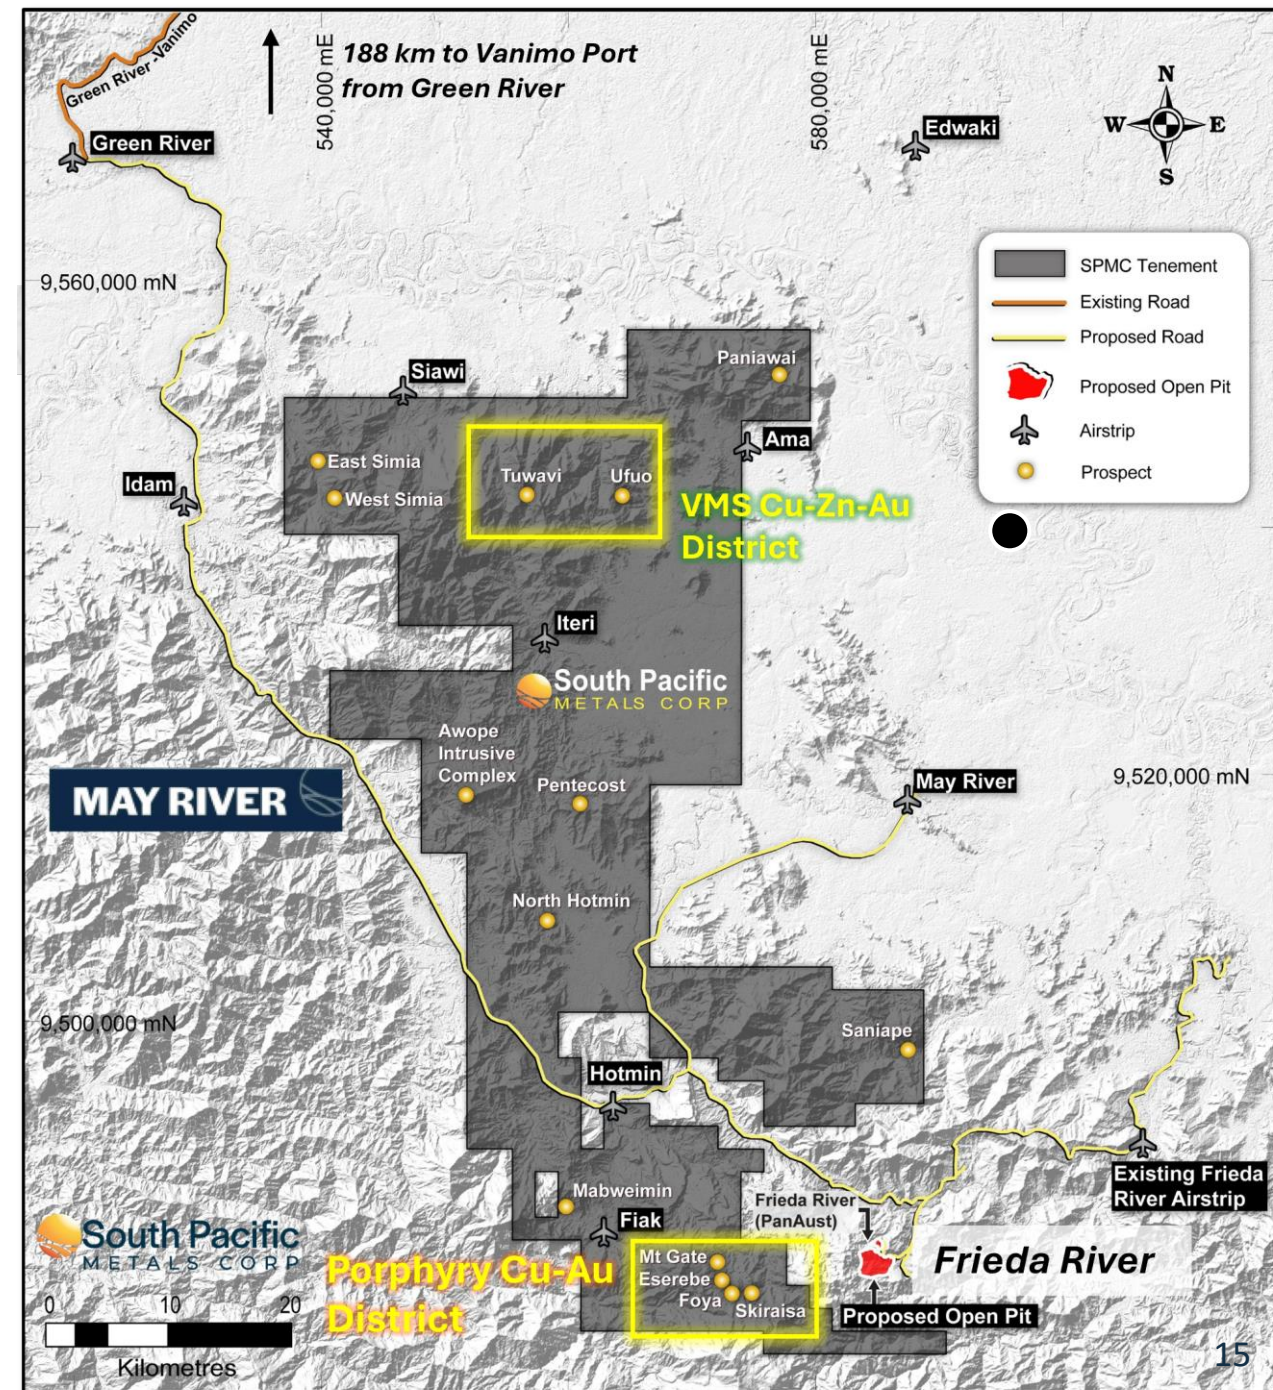 Green River -Vanimo
188 km to Vanimo Port
from Green River
540,000 mE
580,000 mE
N
W
E
S
Green River
Edwaki
9,560,000 mN
SPMC Tenement
Existing Road
Proposed Road
Proposed Open Pit
Airstrip
Prospect
Paniawai
Siawi
Ama
East Simia
West Simia
Idam
Tuwavi
Ufuo
VMS Cu-Zn-Au
District
Iteri
South Pacific
METALS CORP
Awope
Intrusive
Complex
Pentecost
MAY RIVER
May River
9,520,000 mN
North Hotmin
9,500,000 mN
Saniape
Hotmin
Existing Frieda
River Airstrip
Mabweimin
Fiak
Frieda River
(PanAust)
Frieda River
South Pacific
METALS CORP
Porphyry Cu-Au
District
Mt Gate
Eserebe
Foya
Skiraisa
Proposed Open Pit
0
10
20
Kilometres
15